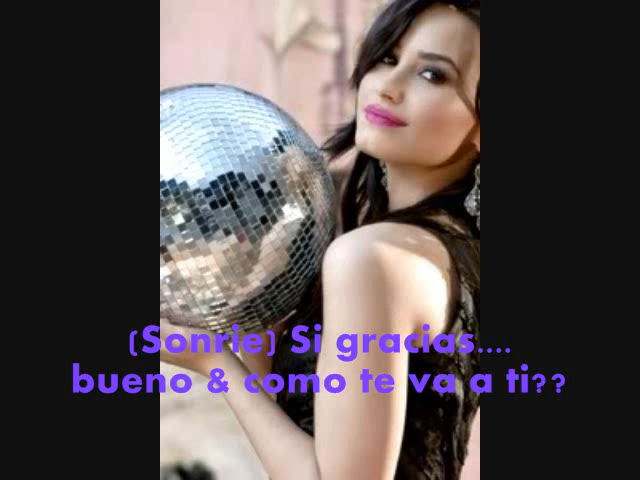 (Sonrie) Si gracias....
bueno & como te va a ti??